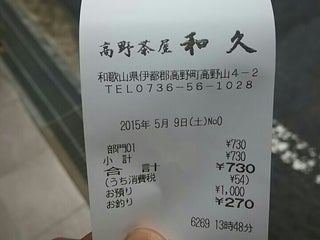 高野茶屋 和久
和歌山県伊都郡高野町高野山4-2
TEL0736-56-1028
2015年 5月 9日(土)No0
部門01 ¥730
小 計 ¥730
合 計 ¥730
(うち消費税 ¥54)
お預り ¥1,000
お釣り ¥270
6269 13時48分